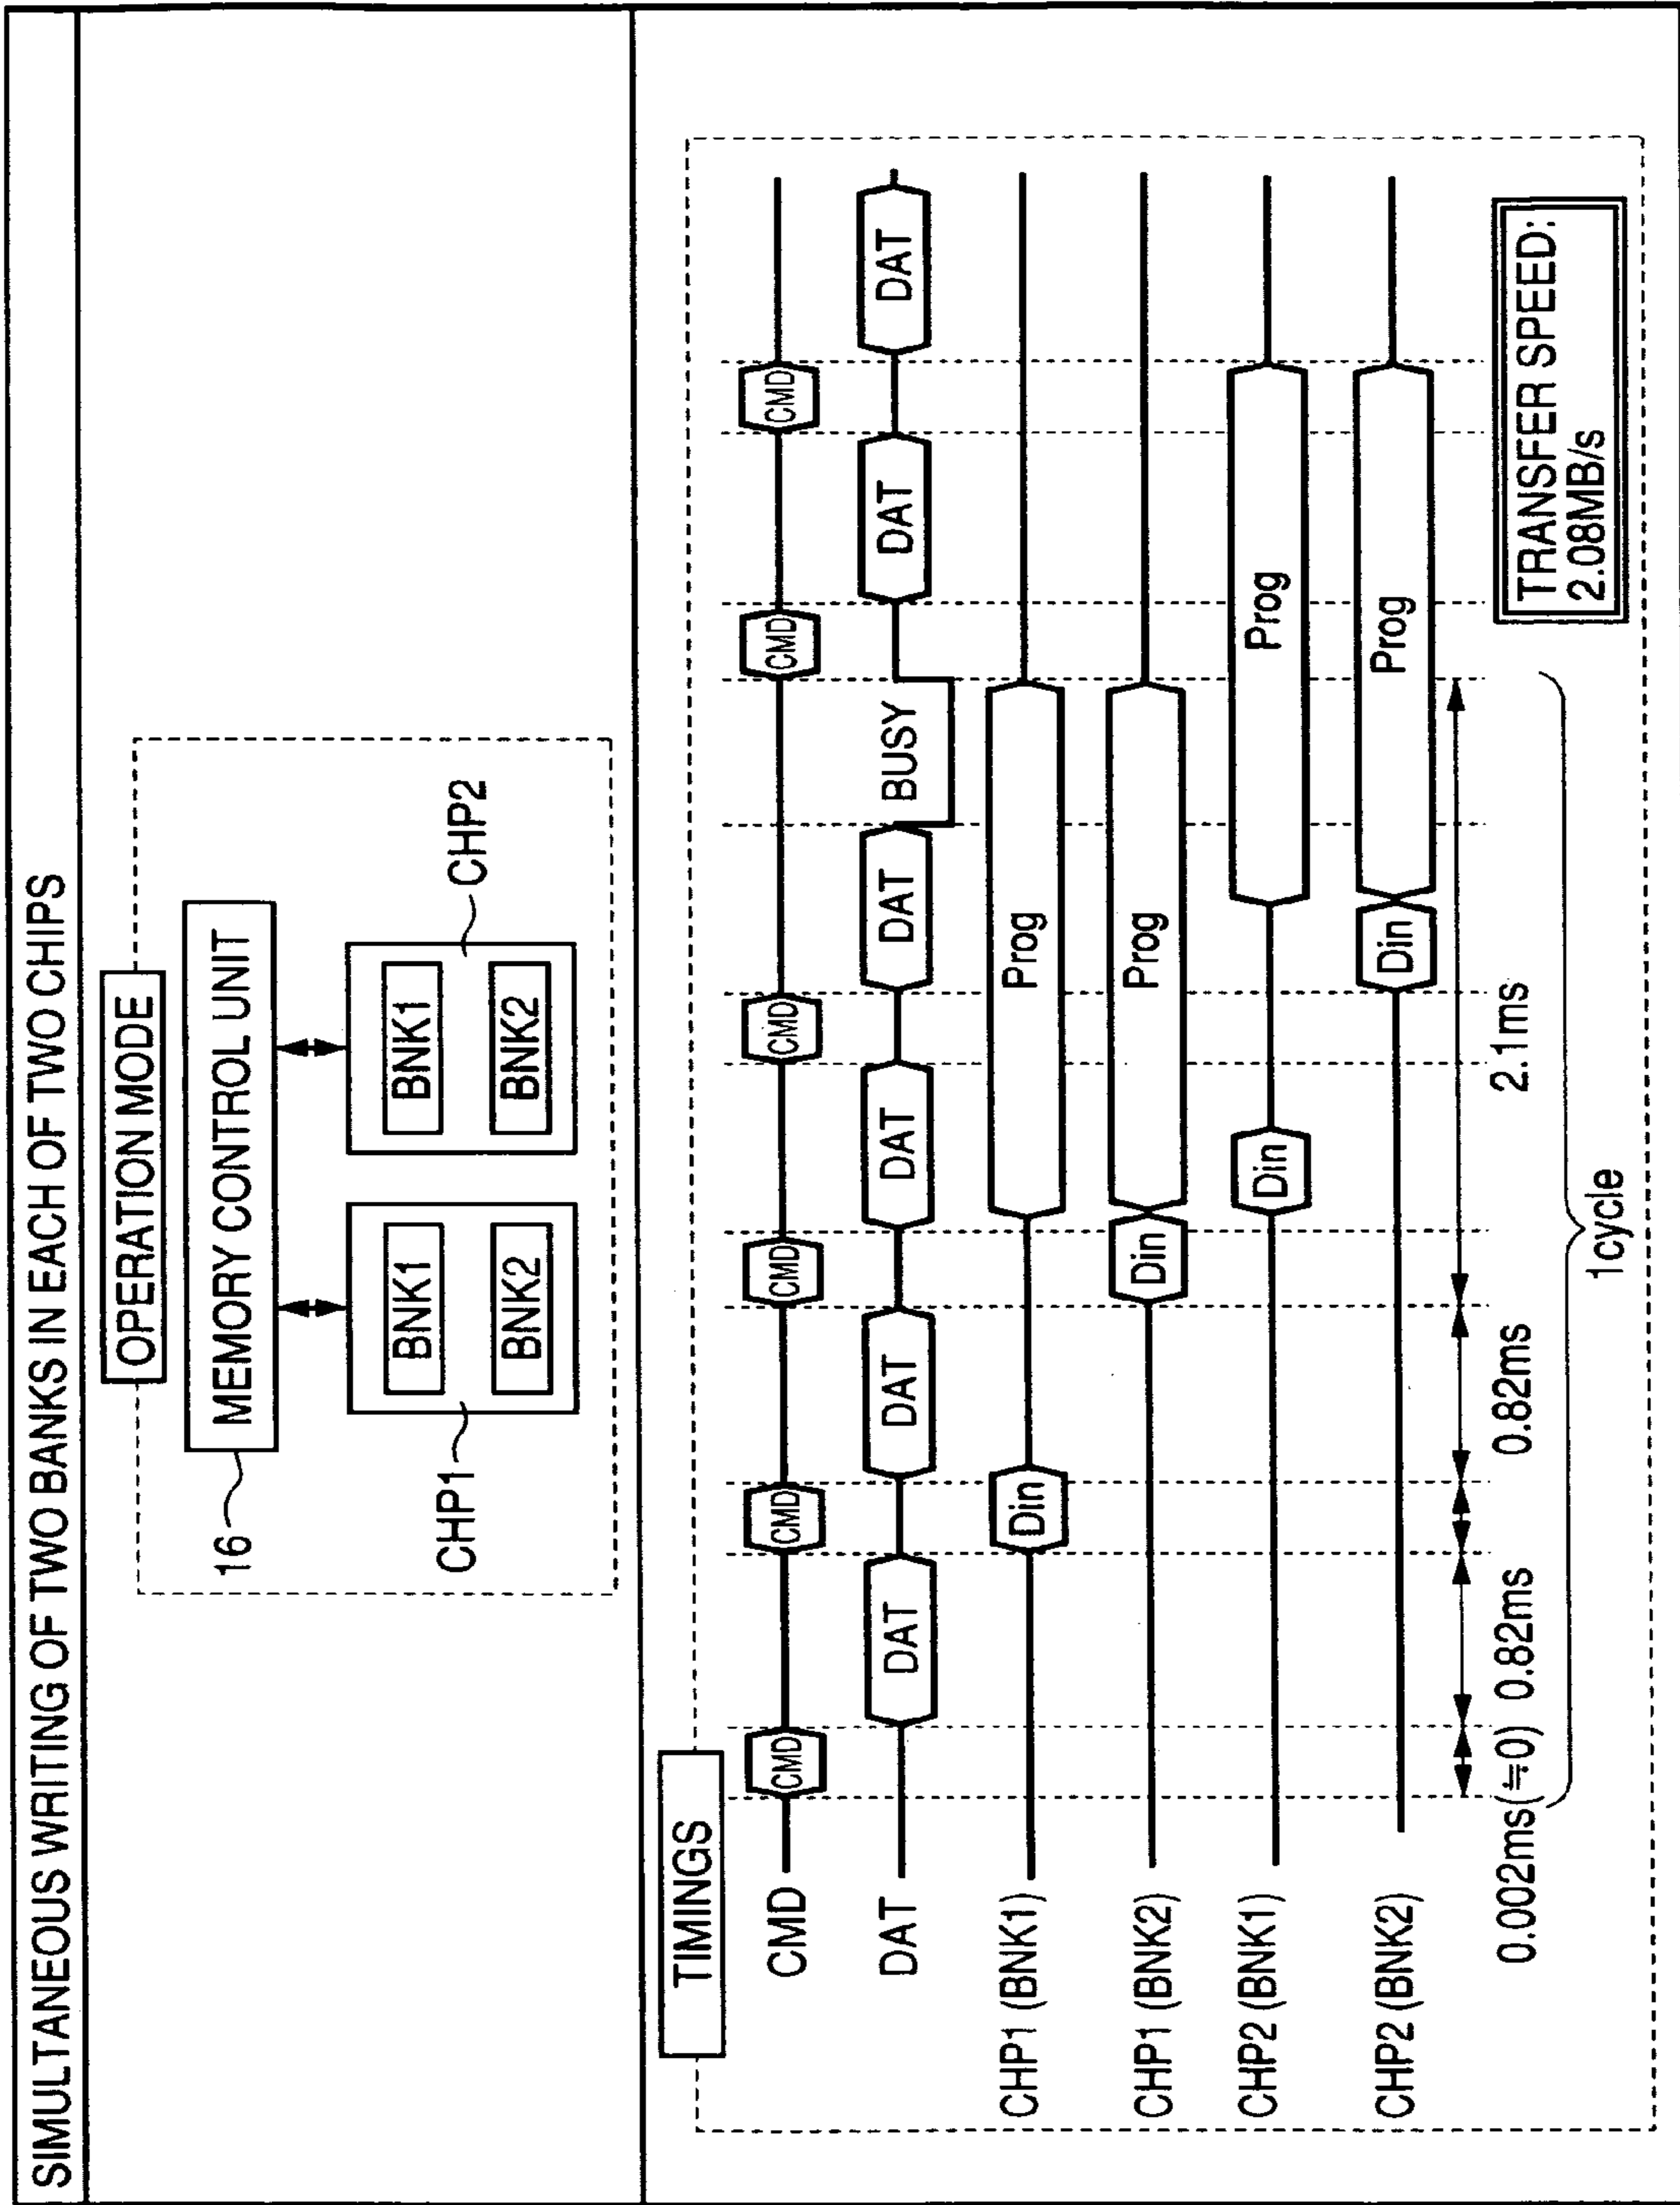 SIMULTANEOUS WRITING OF TWO BANKS IN EACH OF TWO CHIPS
OPERATION MODE
16
MEMORY CONTROL UNIT
CHP1
BNK1
BNK2
BNK1
BNK2
CHP2
TIMINGS
CMD CMD CMD CMD CMD CMD CMD
DAT DAT DAT DAT DAT BUSY DAT DAT
CHP1 (BNK1) Din Prog
CHP1 (BNK2) Din Prog
CHP2 (BNK1) Din Prog
CHP2 (BNK2) Din Prog
0.002ms(≒0) 0.82ms 0.82ms 2.1ms
1cycle
TRANSFER SPEED:
2.08MB/s